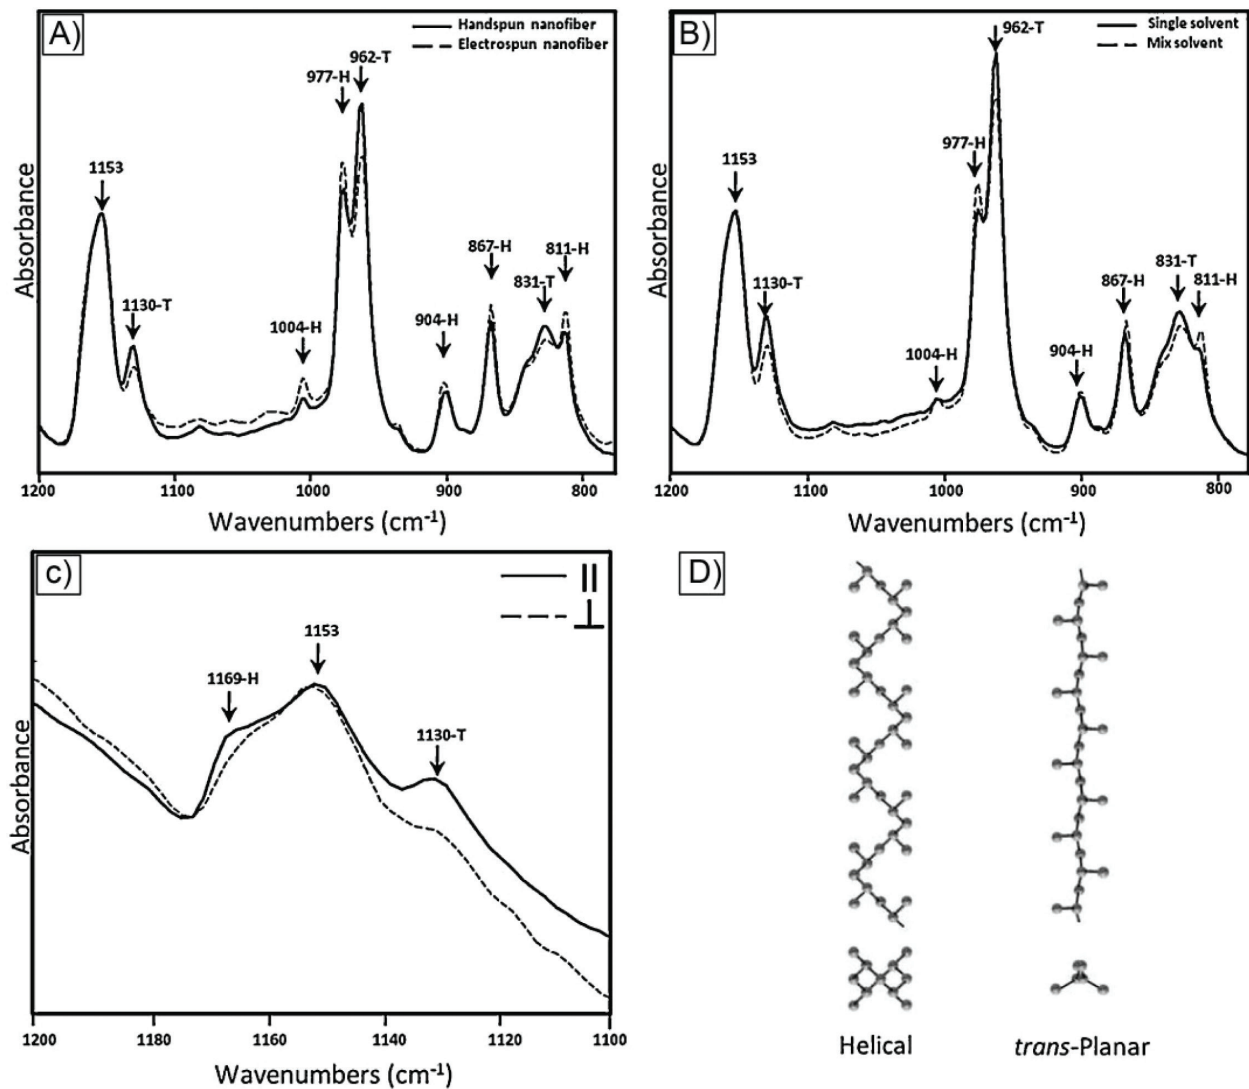 A)
Handspun nanofiber
Electrospun nanofiber
962-T
977-H
1153
1130-T
1004-H
904-H
867-H
831-T
811-H
Absorbance
1200
1100
1000
900
800
Wavenumbers (cm⁻¹)
B)
Single solvent
Mix solvent
962-T
977-H
1153
1130-T
1004-H
904-H
867-H
831-T
811-H
Absorbance
1200
1100
1000
900
800
Wavenumbers (cm⁻¹)
c)
||
⊥
1153
1169-H
1130-T
Absorbance
1200
1180
1160
1140
1120
1100
Wavenumbers (cm⁻¹)
D)
Helical
trans-Planar